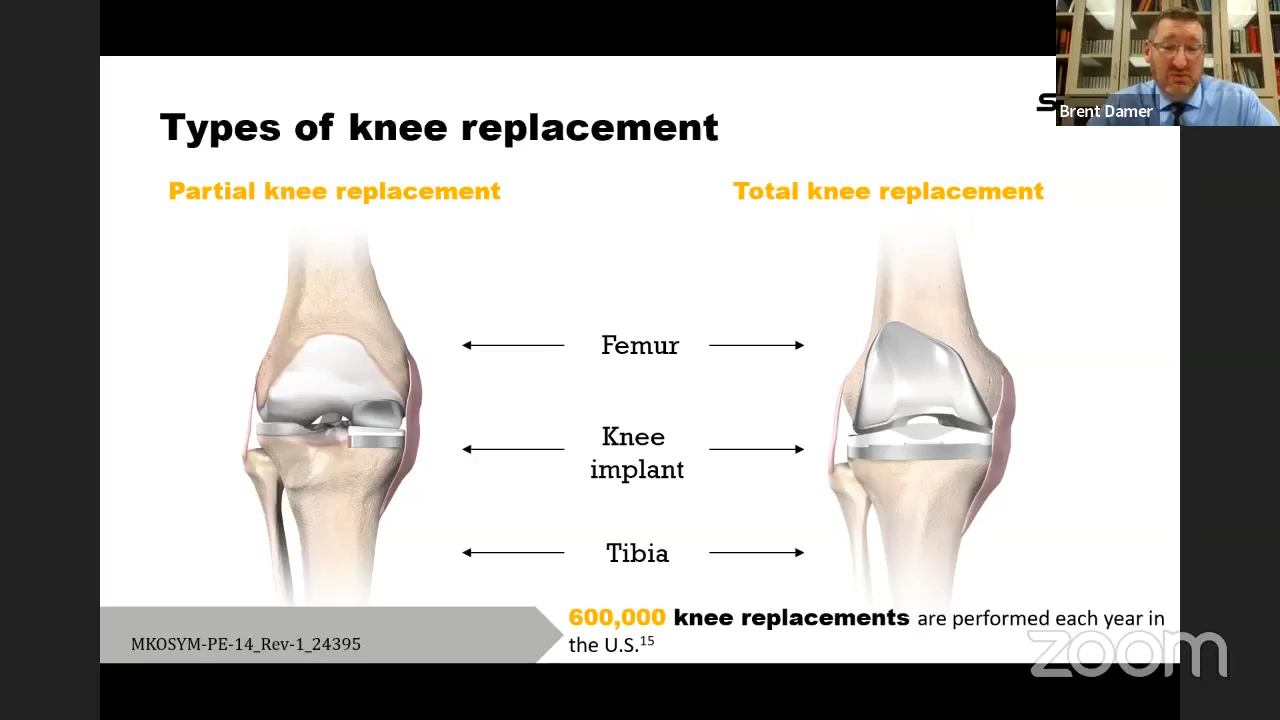 Types of knee replacement
S
Brent Damer
Partial knee replacement
Total knee replacement
Femur
Knee
implant
Tibia
600,000 knee replacements are performed each year in
the U.S.15
MKOSYM-PE-14_Rev-1_24395
zoom